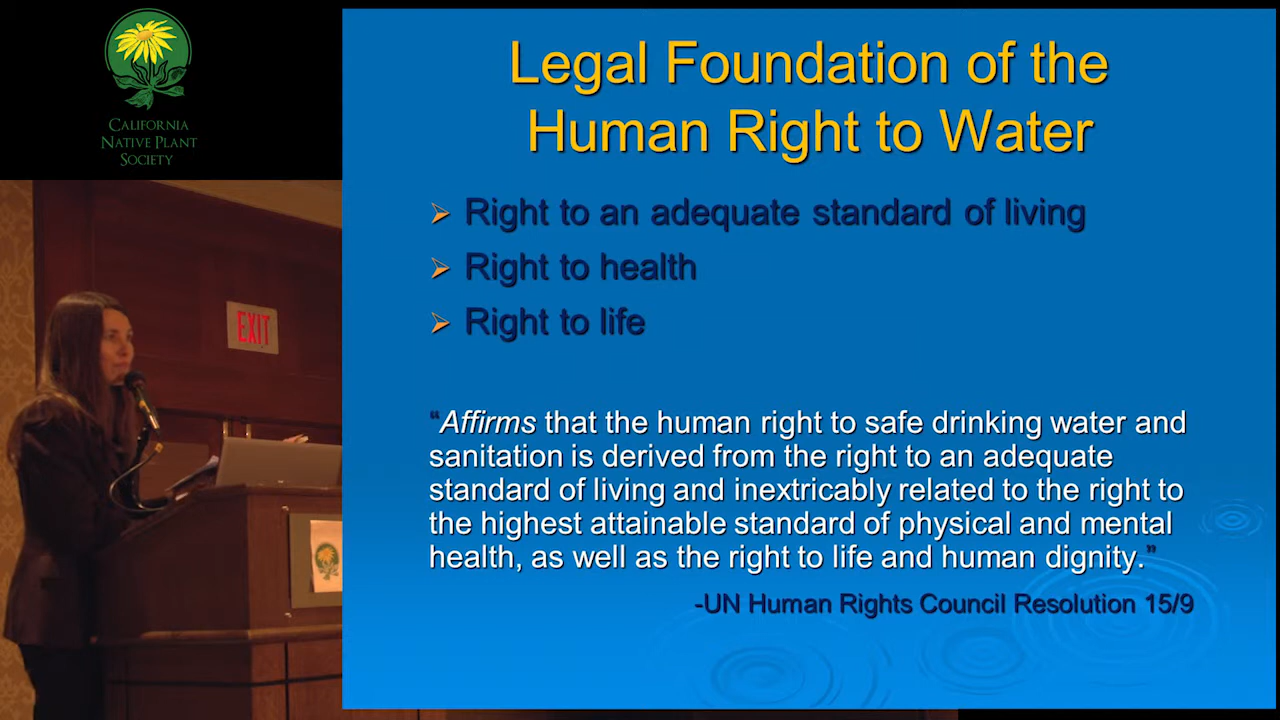 CALIFORNIA
NATIVE PLANT
SOCIETY
Legal Foundation of the
Human Right to Water
Right to an adequate standard of living
Right to health
Right to life
EXIT
“Affirms that the human right to safe drinking water and
sanitation is derived from the right to an adequate
standard of living and inextricably related to the right to
the highest attainable standard of physical and mental
health, as well as the right to life and human dignity.”
-UN Human Rights Council Resolution 15/9